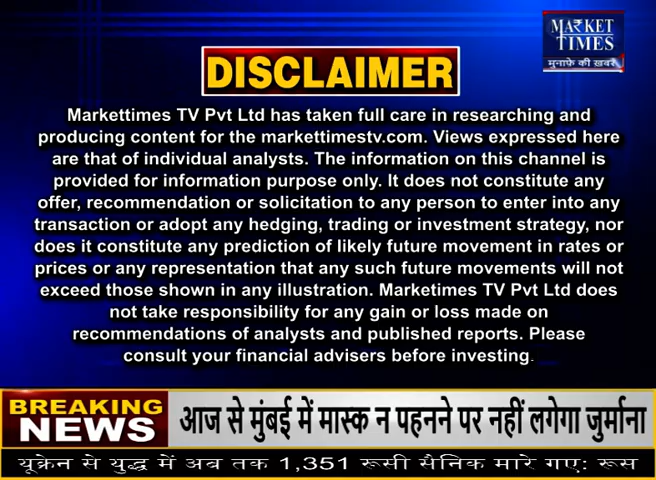 MARKET
TIMES
मुनाफे की ख़बर
DISCLAIMER
Markettimes TV Pvt Ltd has taken full care in researching and
producing content for the markettimestv.com. Views expressed here
are that of individual analysts. The information on this channel is
provided for information purpose only. It does not constitute any
offer, recommendation or solicitation to any person to enter into any
transaction or adopt any hedging, trading or investment strategy, nor
does it constitute any prediction of likely future movement in rates or
prices or any representation that any such future movements will not
exceed those shown in any illustration. Marketimes TV Pvt Ltd does
not take responsibility for any gain or loss made on
recommendations of analysts and published reports. Please
consult your financial advisers before investing.
BREAKING
NEWS
आज से मुंबई में मास्क न पहनने पर नहीं लगेगा जुर्माना
यूक्रेन से युद्ध में अब तक 1,351 रूसी सैनिक मारे गए: रूस